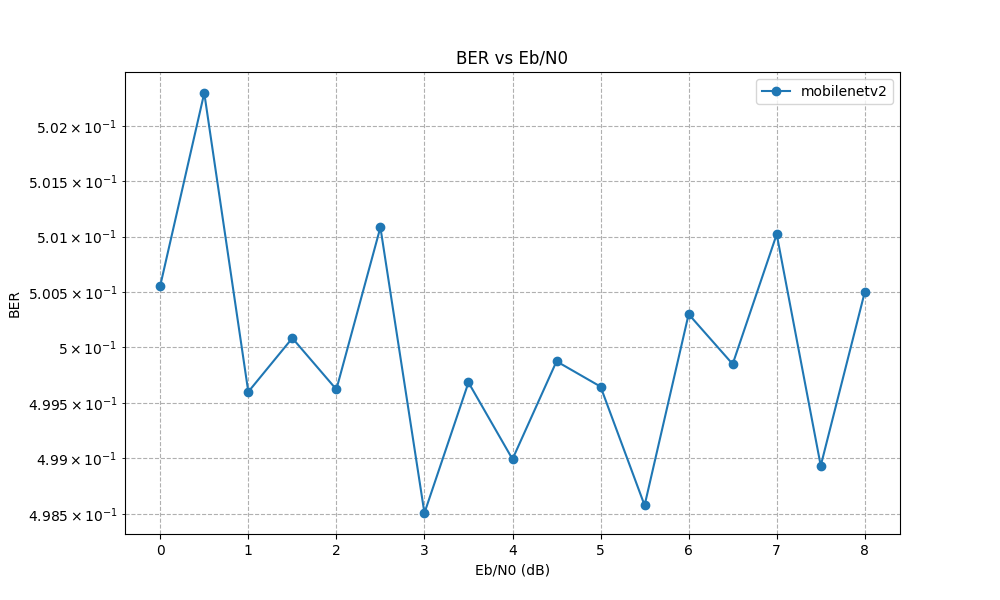 BER vs Eb/N0
mobilenetv2
5.02 × 10⁻¹
5.015 × 10⁻¹
5.01 × 10⁻¹
5.005 × 10⁻¹
5 × 10⁻¹
4.995 × 10⁻¹
4.99 × 10⁻¹
4.985 × 10⁻¹
BER
0 1 2 3 4 5 6 7 8
Eb/N0 (dB)